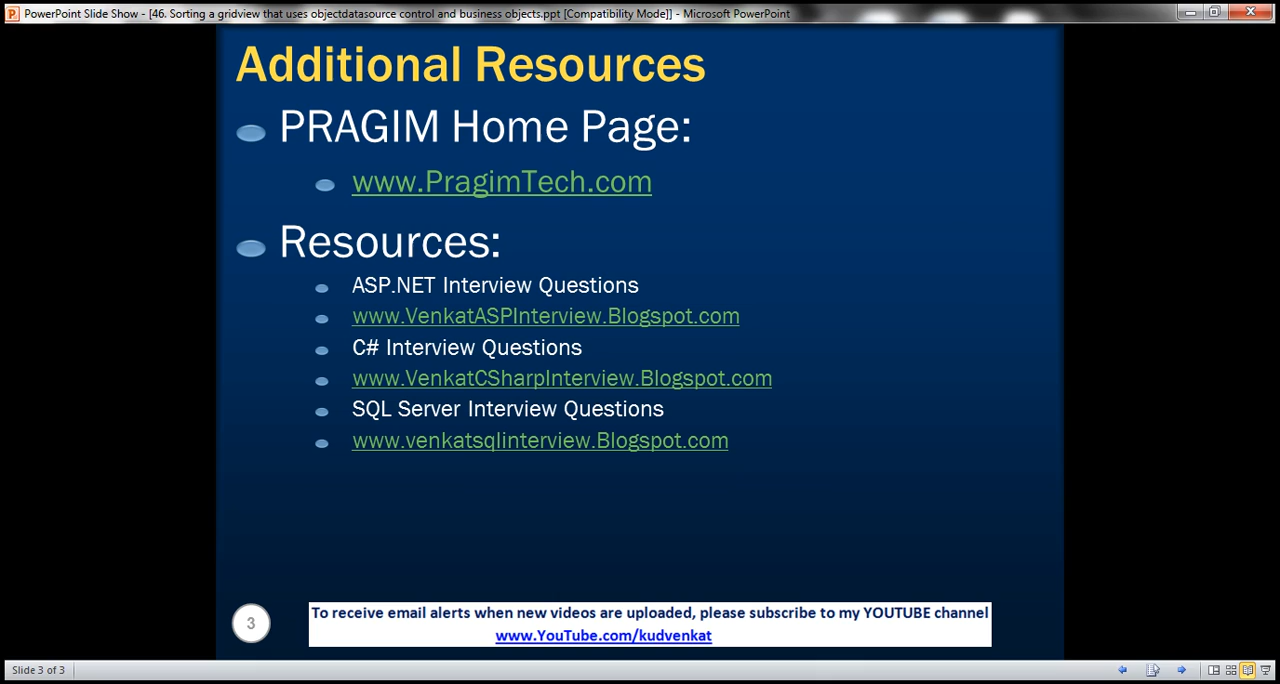 PowerPoint Slide Show - [46. Sorting a gridview that uses objectdatasource control and business objects.ppt [Compatibility Mode]] - Microsoft PowerPoint
Additional Resources
PRAGIM Home Page:
www.PragimTech.com
Resources:
ASP.NET Interview Questions
www.VenkatASPInterview.Blogspot.com
C# Interview Questions
www.VenkatCSharpInterview.Blogspot.com
SQL Server Interview Questions
www.venkatsqlinterview.Blogspot.com
3
To receive email alerts when new videos are uploaded, please subscribe to my YOUTUBE channel
www.YouTube.com/kudvenkat
Slide 3 of 3